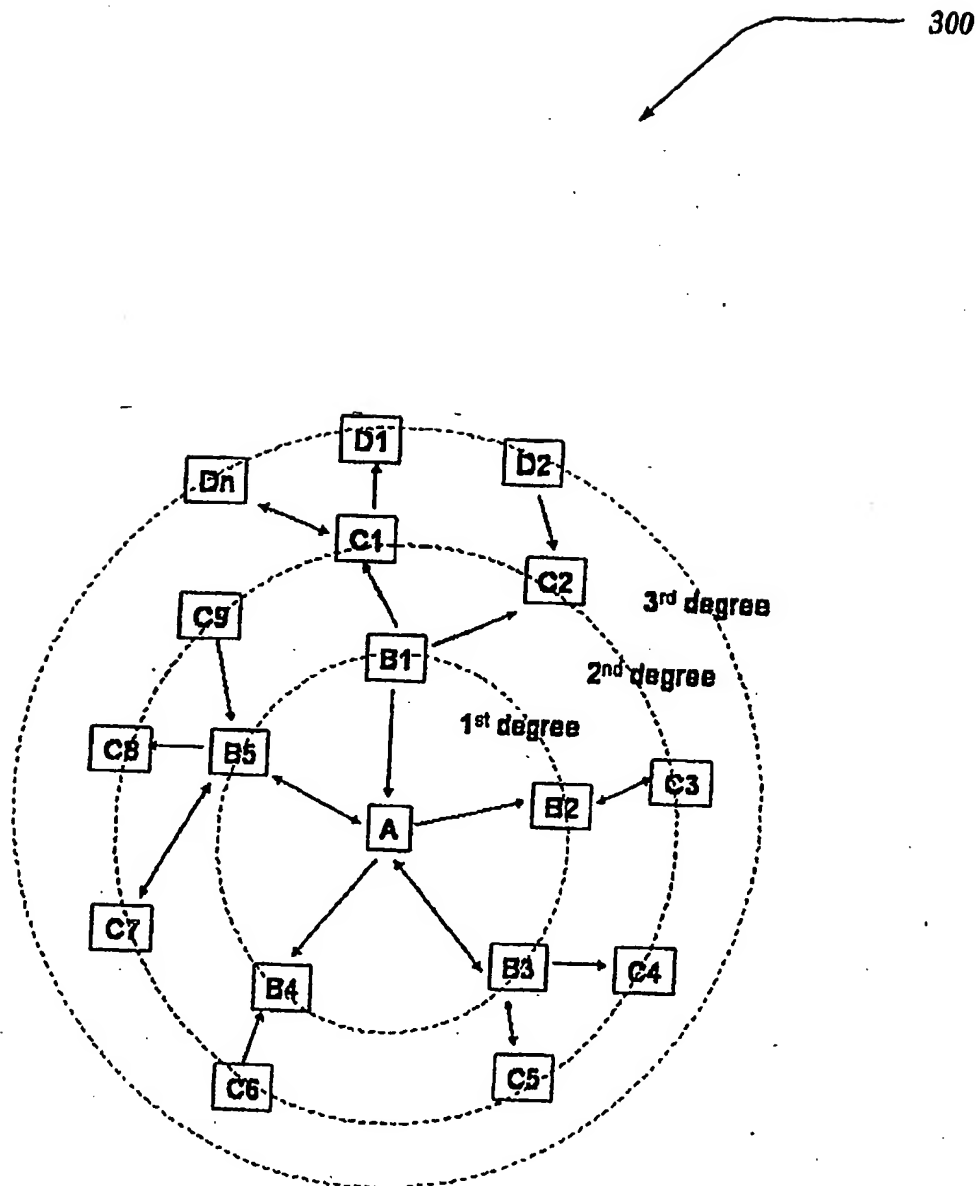 300
D1
D2
Dn
C1
C2
3rd degree
C9
B1
2nd degree
1st degree
C8
B5
C3
B2
A
C7
B3
C4
B4
C5
C6